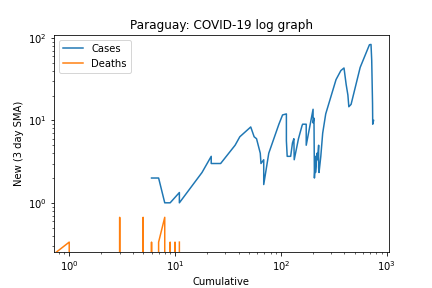 Paraguay: COVID-19 log graph
Cases
Deaths
New (3 day SMA)
10²
10¹
10⁰
10⁰ 10¹ 10² 10³
Cumulative